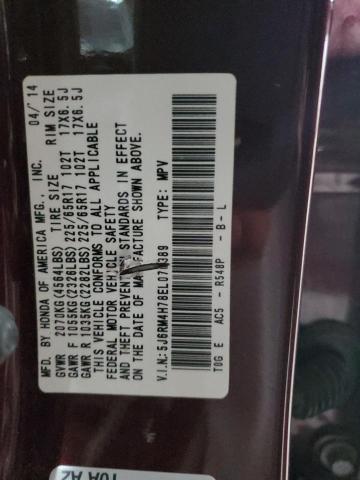 MFD. BY HONDA OF AMERICA MFG., INC. 04/'14
GVWR 2070KG(4564LBS) TIRE SIZE RIM SIZE
GAWR F 1055KG(2326LBS) 225/65R17 102T 17X6.5J
GAWR R 1035KG(2282LBS) 225/65R17 102T 17X6.5J
THIS VEHICLE CONFORMS TO ALL APPLICABLE
FEDERAL MOTOR VEHICLE SAFETY
AND THEFT PREVENTION STANDARDS IN EFFECT
ON THE DATE OF MANUFACTURE SHOWN ABOVE.
V.I.N.: TYPE: MPV
T0G E AC5 - R548P - B - L